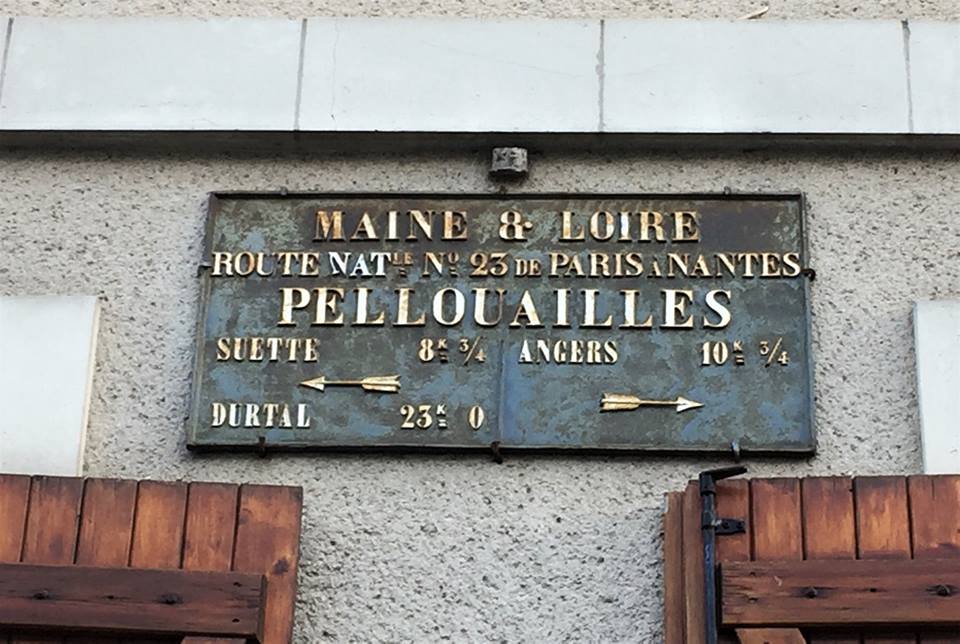 MAINE & LOIRE
ROUTE NATLE NO 23 DE PARIS A NANTES
PELLOUAILLES
SUETTE 8K 3/4 ANGERS 10K 3/4
DURTAL 23K 0